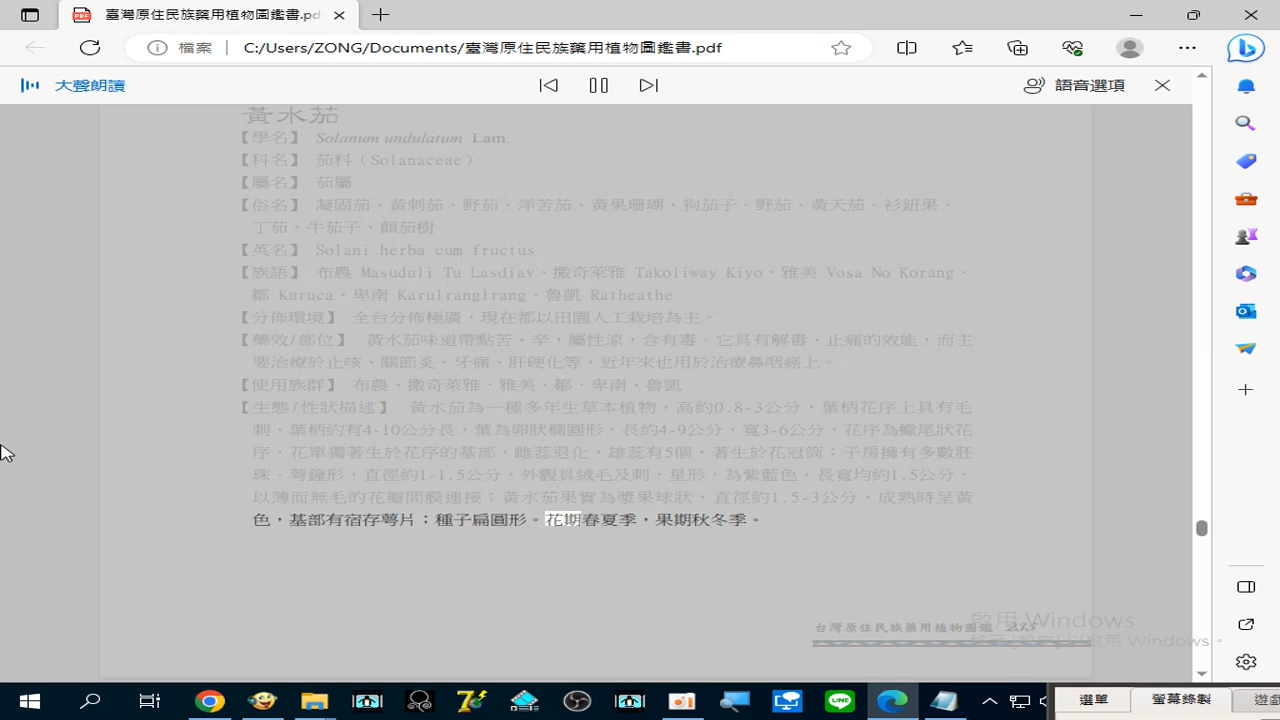 臺灣原住民族藥用植物圖鑑書.pdf
檔案
C:/Users/ZONG/Documents/臺灣原住民族藥用植物圖鑑書.pdf
大聲朗讀
語音選項
黃水茄
【學名】 Solanum undulatum Lam.
【科名】 茄科（Solanaceae）
【屬名】 茄屬
【俗名】 凝固茄、黃刺茄、野茄、洋苦茄、黃果珊瑚、狗茄子、野茄、黃天茄、衫鈕果、
丁茄、牛茄子、顛茄樹
【英名】 Solani herba cum fructus
【族語】 布農 Masuduli Tu Lasdiav、撒奇萊雅 Takoliway Kiyo、雅美 Vosa No Korang、
鄒 Kuruca、卑南 Karulranglrang、魯凱 Ratheathe
【分佈環境】 全台分佈極廣，現在都以田園人工栽培為主。
【藥效/部位】 黃水茄味道帶點苦、辛，屬性涼，含有毒。它具有解毒、止痛的效能，而主
要治療於止咳、關節炎、牙痛、肝硬化等，近年來也用於治療鼻咽癌上。
【使用族群】 布農、撒奇萊雅、雅美、鄒、卑南、魯凱
【生態/性狀描述】 黃水茄為一種多年生草本植物，高約0.8-3公分，葉柄花序上具有毛
刺。葉柄約有4-10公分長，葉為卵狀橢圓形，長約4-9公分，寬3-6公分，花序為蠍尾狀花
序，花單獨著生於花序的基部，雌蕊退化，雄蕊有5個，著生於花冠筒；子房擁有多數胚
珠。萼鐘形，直徑約1-1.5公分，外觀具絨毛及刺，星形，為紫藍色，長寬均約1.5公分，
以薄而無毛的花瓣間膜連接；黃水茄果實為漿果球狀，直徑約1.5-3公分，成熟時呈黃
色，基部有宿存萼片；種子扁圓形。花期春夏季，果期秋冬季。
台灣原住民族藥用植物圖鑑
啟用 Windows
選單
螢幕錄製